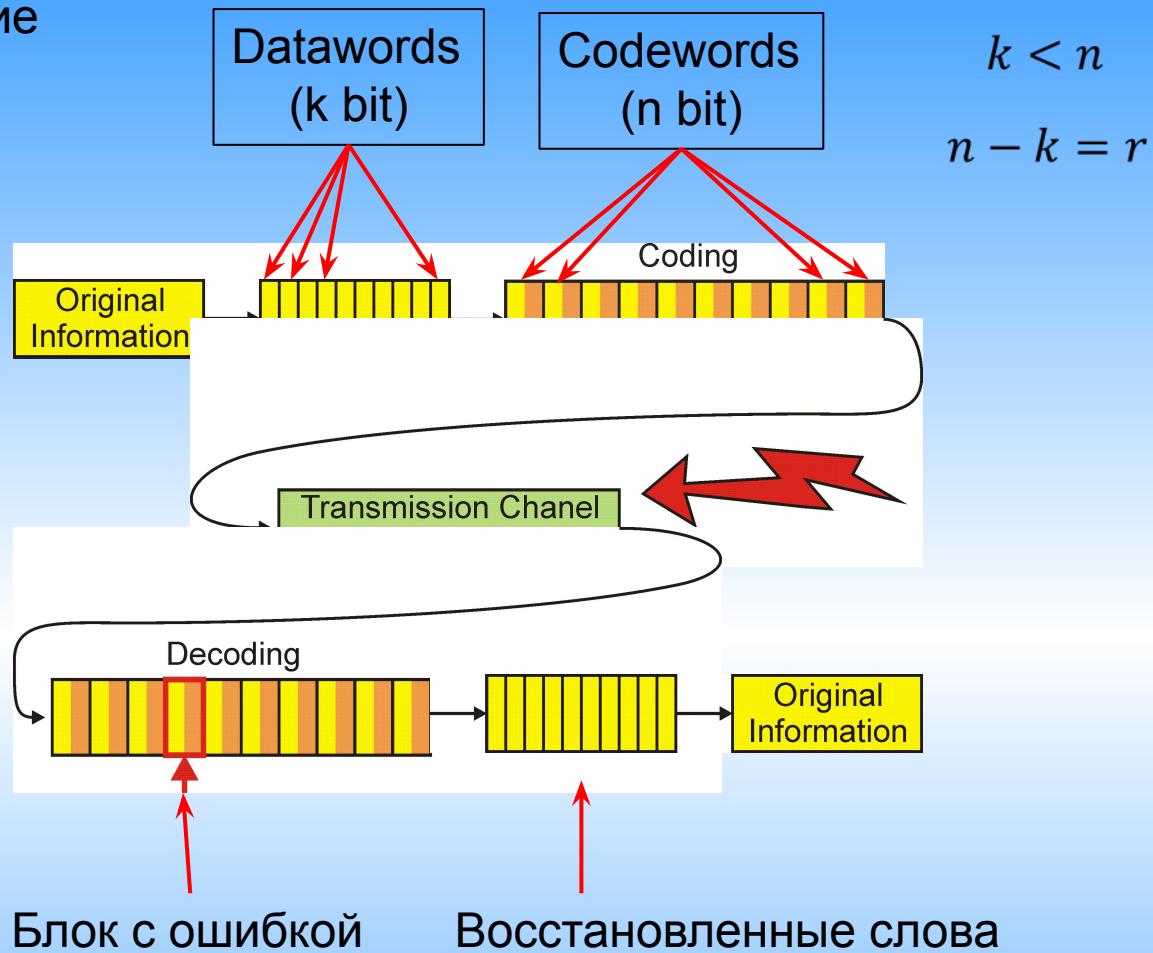 ие
Datawords
(k bit)
Codewords
(n bit)
k < n
n − k = r
Coding
Original
Information
Transmission Chanel
Decoding
Original
Information
Блок с ошибкой
Восстановленные слова